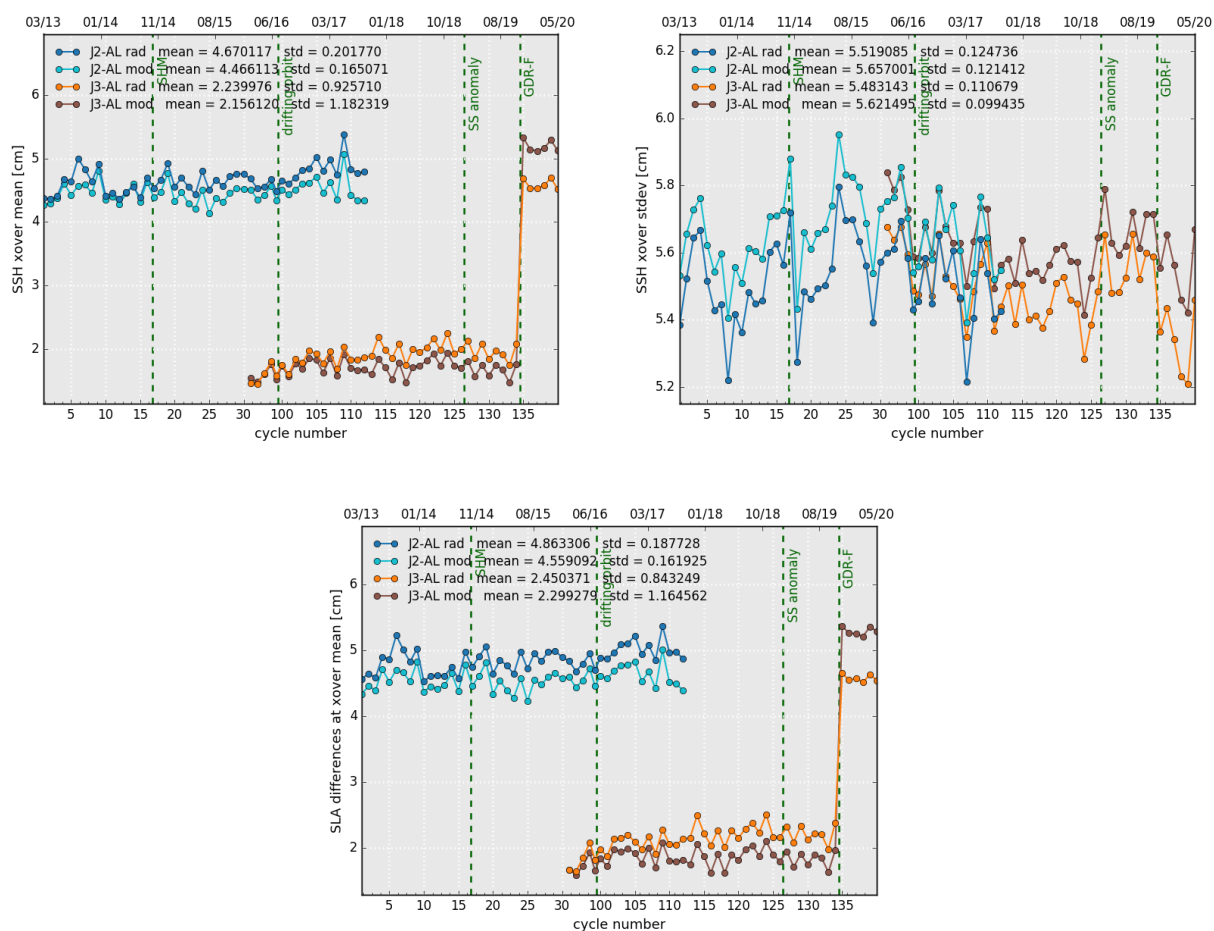 03/13 01/14 11/14 08/15 06/16 03/17 01/18 10/18 08/19 05/20
J2-AL rad mean = 4.670117 std = 0.201770
J2-AL mod mean = 4.466113 std = 0.165071
J3-AL rad mean = 2.239976 std = 0.925710
J3-AL mod mean = 2.156120 std = 1.182319
SHM
drifting orbit
SS anomaly
GDR-F
SSH xover mean [cm]
6
5
4
3
2
5 10 15 20 25 30 100 105 110 115 120 125 130 135
cycle number
03/13 01/14 11/14 08/15 06/16 03/17 01/18 10/18 08/19 05/20
J2-AL rad mean = 5.519085 std = 0.124736
J2-AL mod mean = 5.657001 std = 0.121412
J3-AL rad mean = 5.483143 std = 0.110679
J3-AL mod mean = 5.621495 std = 0.099435
SHM
drifting orbit
SS anomaly
GDR-F
SSH xover stdev [cm]
6.2
6.0
5.8
5.6
5.4
5.2
5 10 15 20 25 30 100 105 110 115 120 125 130 135
cycle number
03/13 01/14 11/14 08/15 06/16 03/17 01/18 10/18 08/19 05/20
J2-AL rad mean = 4.863306 std = 0.187728
J2-AL mod mean = 4.559092 std = 0.161925
J3-AL rad mean = 2.450371 std = 0.843249
J3-AL mod mean = 2.299279 std = 1.164562
SHM
drifting orbit
SS anomaly
GDR-F
SLA differences at xover mean [cm]
6
5
4
3
2
5 10 15 20 25 30 100 105 110 115 120 125 130 135
cycle number